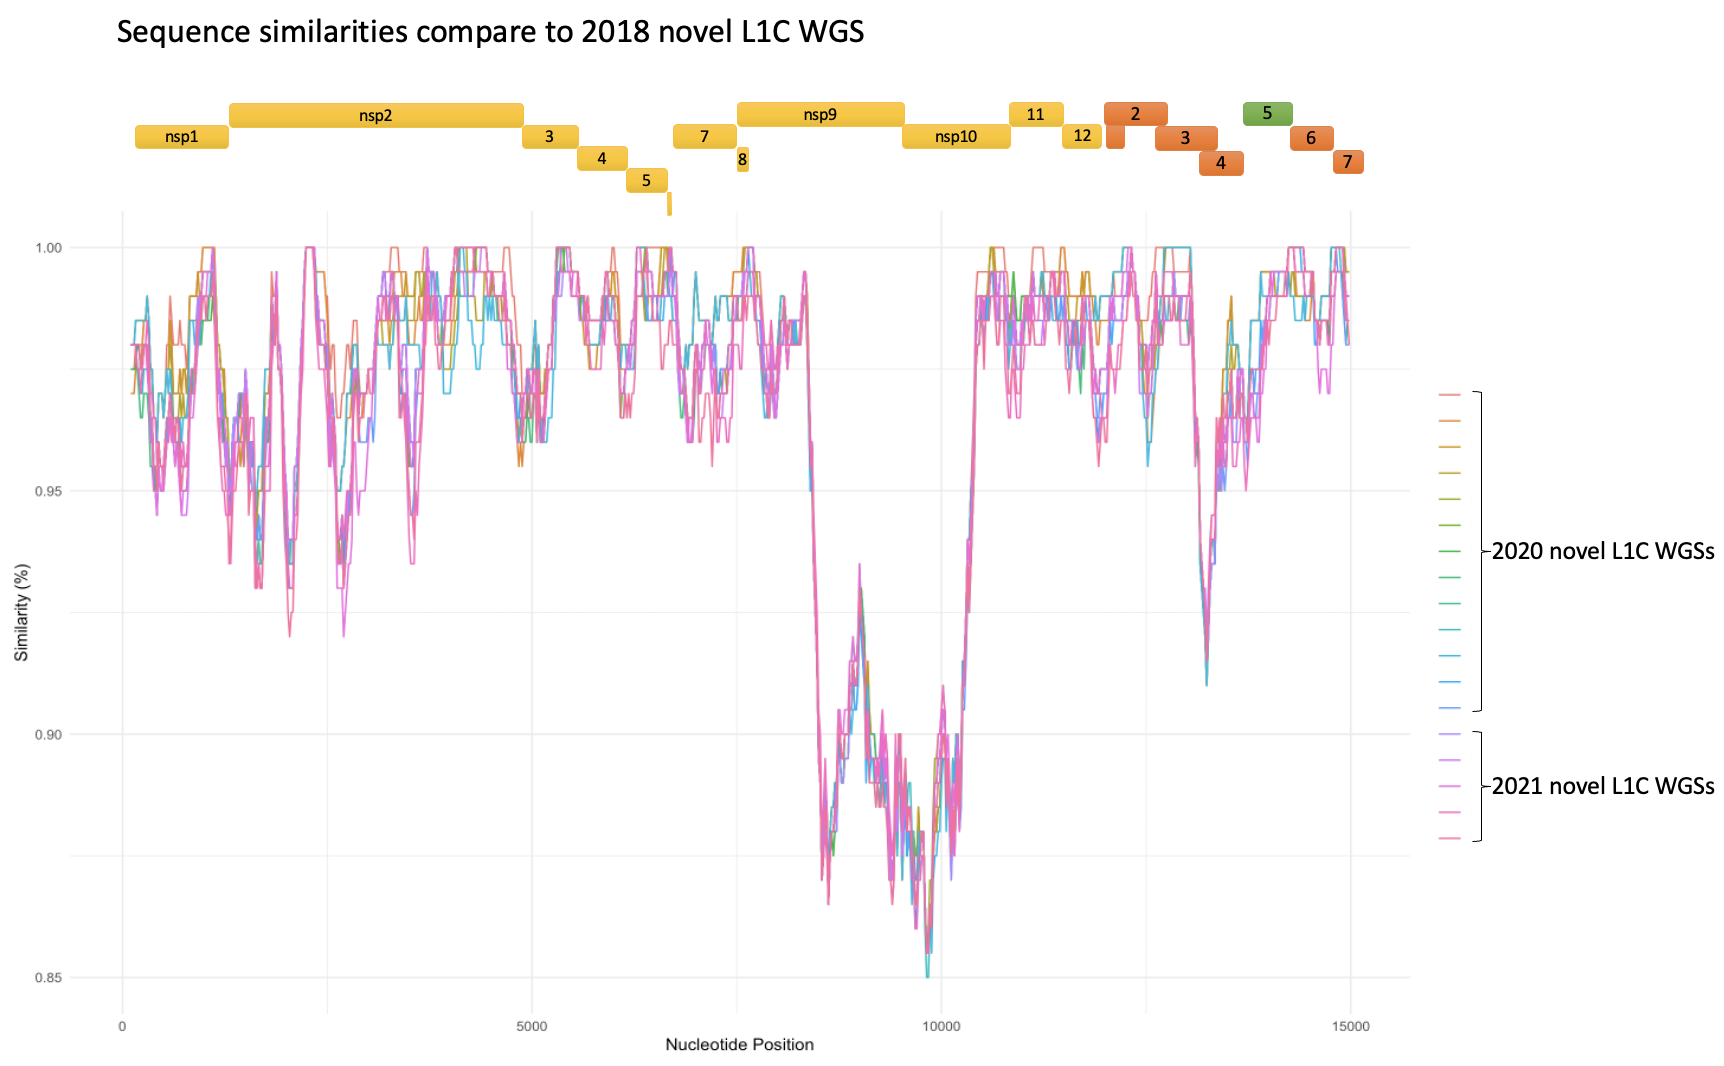 Sequence similarities compare to 2018 novel L1C WGS
nsp9 11 2 5
nsp2
nsp1 3 7 nsp10 12 3 6
4 8 4 7
5
1.00
0.95
0.90
0.85
Similarity (%)
0 5000 10000 15000
Nucleotide Position
2020 novel L1C WGSs
2021 novel L1C WGSs